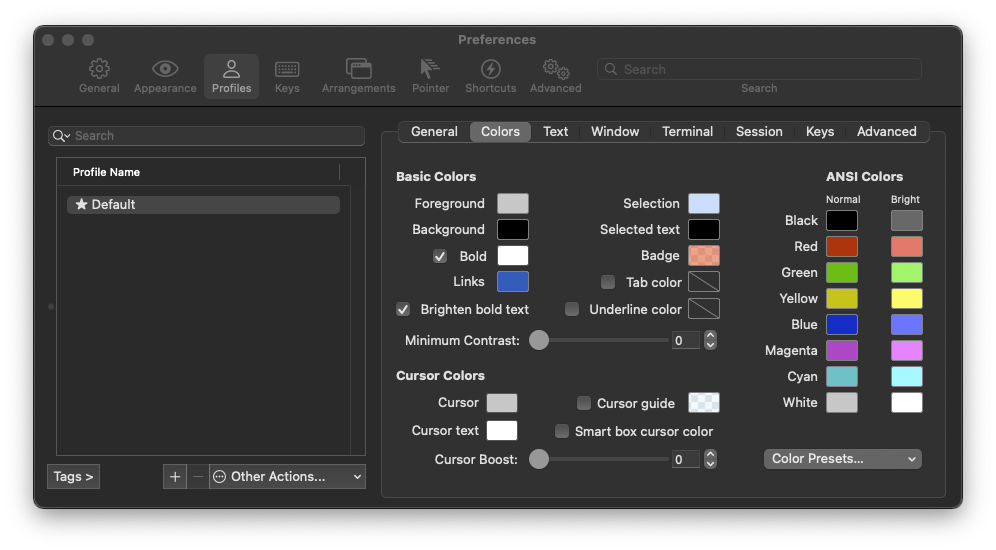 Preferences
General
Appearance
Profiles
Keys
Arrangements
Pointer
Shortcuts
Advanced
Search
Search
Search
Profile Name
★ Default
Tags >
+ − Other Actions...
General Colors Text Window Terminal Session Keys Advanced
Basic Colors
Foreground
Background
Bold
Links
Brighten bold text
Selection
Selected text
Badge
Tab color
Underline color
Minimum Contrast: 0
Cursor Colors
Cursor
Cursor text
Cursor guide
Smart box cursor color
Cursor Boost: 0
ANSI Colors
Normal Bright
Black
Red
Green
Yellow
Blue
Magenta
Cyan
White
Color Presets...